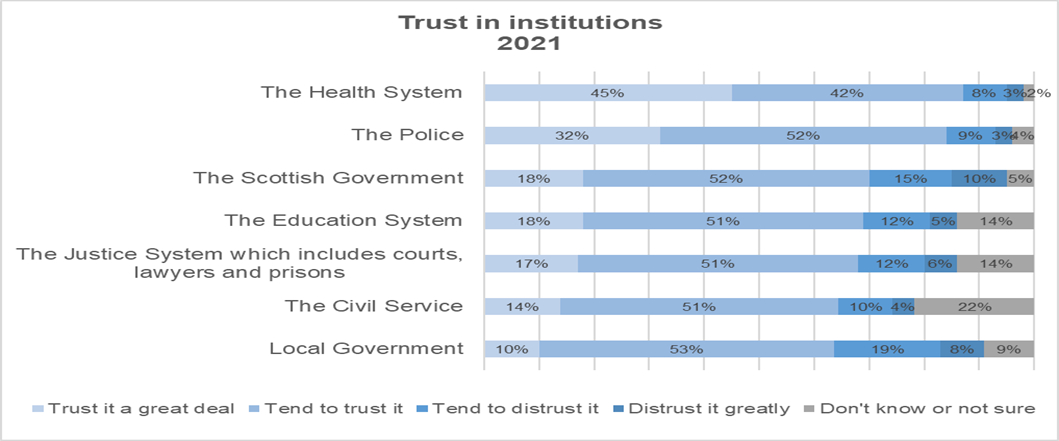 Trust in institutions
2021
The Health System 45% 42% 8% 3% 2%
The Police 32% 52% 9% 3% 4%
The Scottish Government 18% 52% 15% 10% 5%
The Education System 18% 51% 12% 5% 14%
The Justice System which includes courts,
lawyers and prisons 17% 51% 12% 6% 14%
The Civil Service 14% 51% 10% 4% 22%
Local Government 10% 53% 19% 8% 9%
Trust it a great deal Tend to trust it Tend to distrust it Distrust it greatly Don't know or not sure